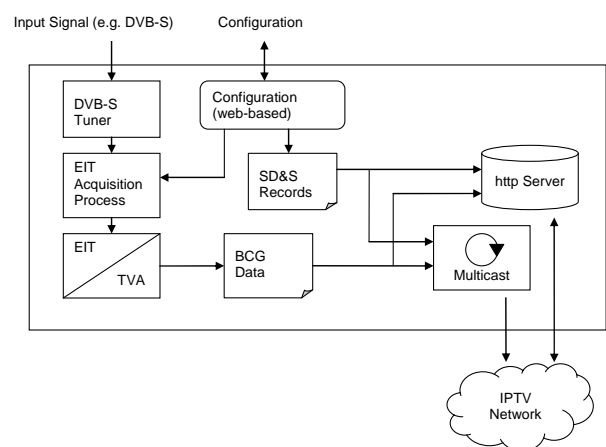 Input Signal (e.g. DVB-S)
Configuration
DVB-S
Tuner
Configuration
(web-based)
EIT
Acquisition
Process
SD&S
Records
http Server
EIT
TVA
BCG
Data
Multicast
IPTV
Network